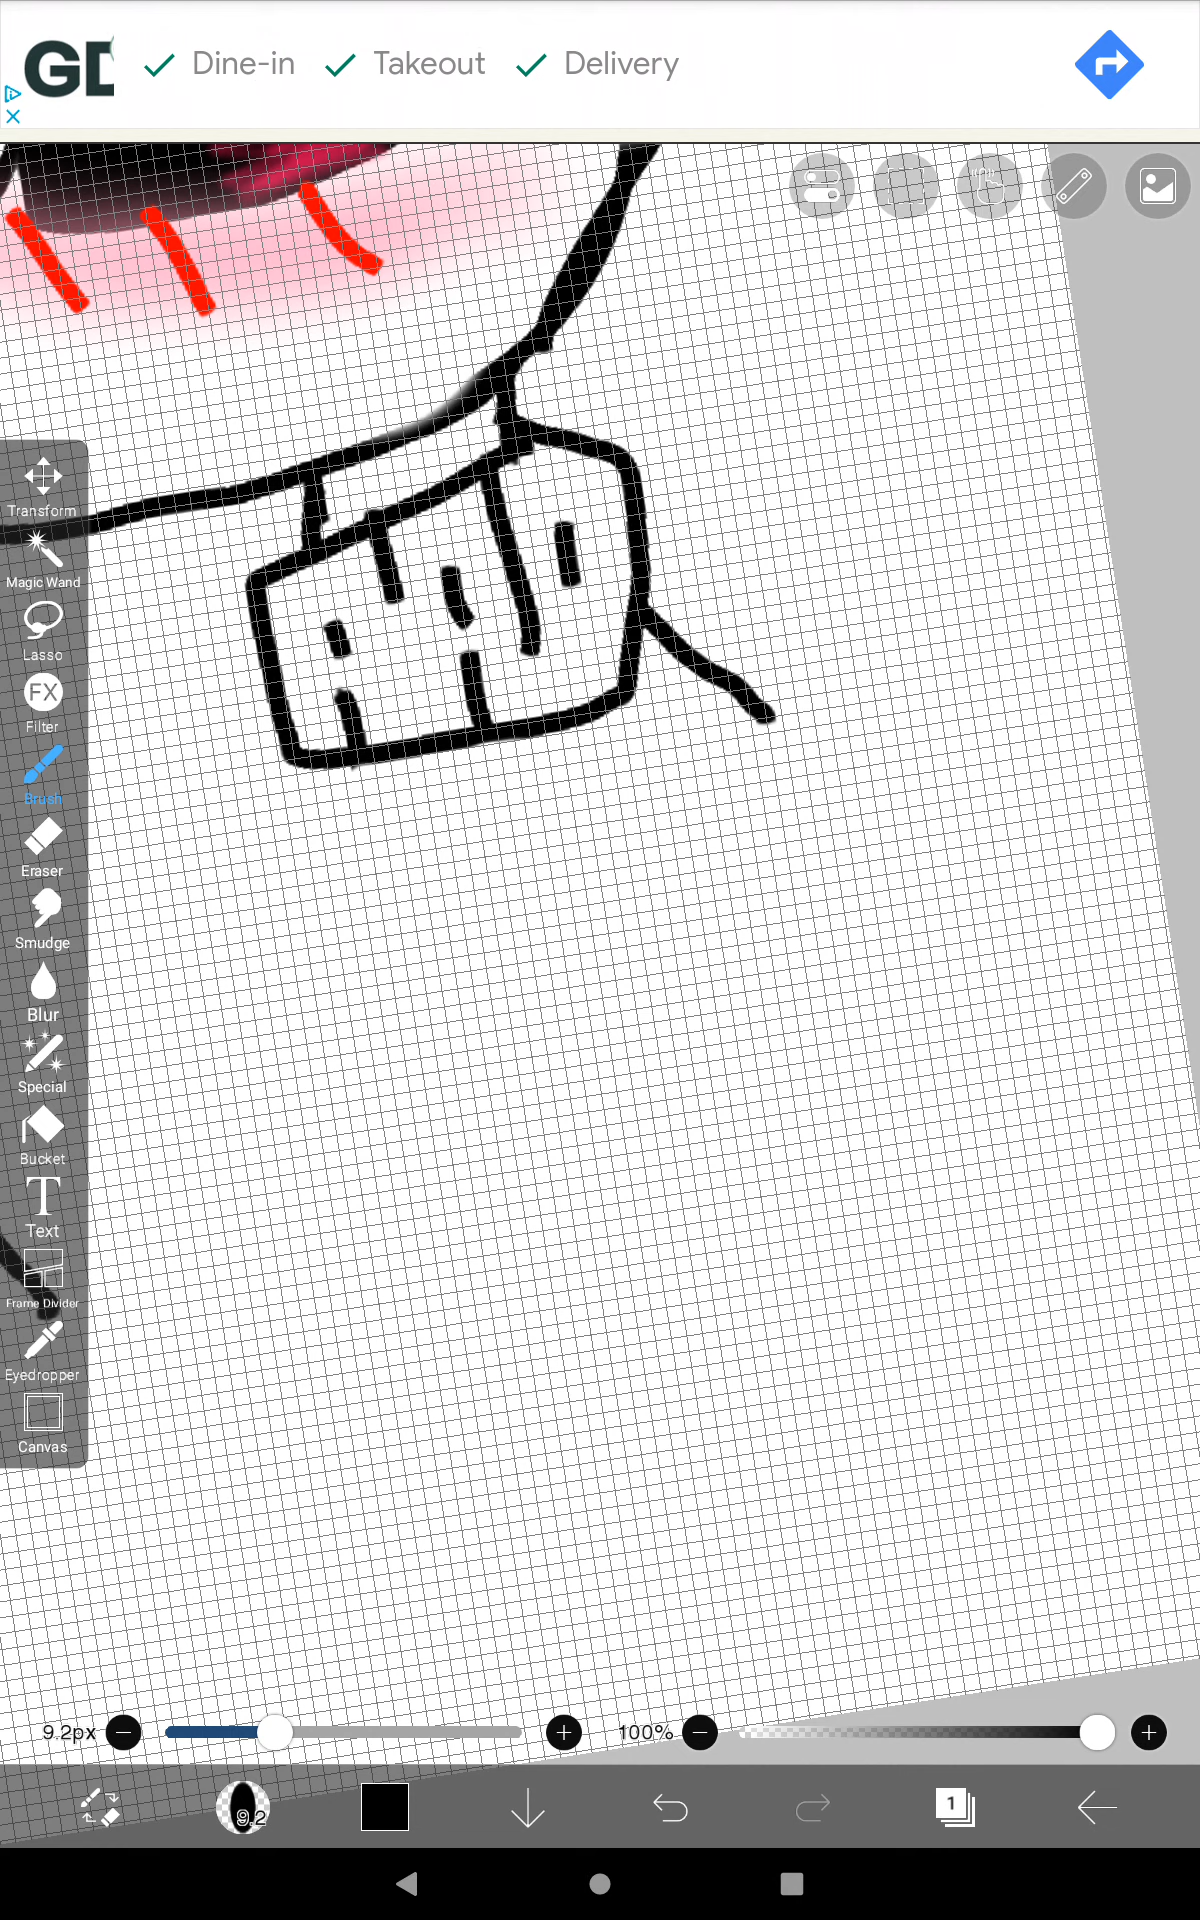 GD
Dine-in Takeout Delivery
Transform
Magic Wand
Lasso
FX
Filter
Brush
Eraser
Smudge
Blur
Special
Bucket
T
Text
Frame Divider
Eyedropper
Canvas
9.2px 100%
9.2
1